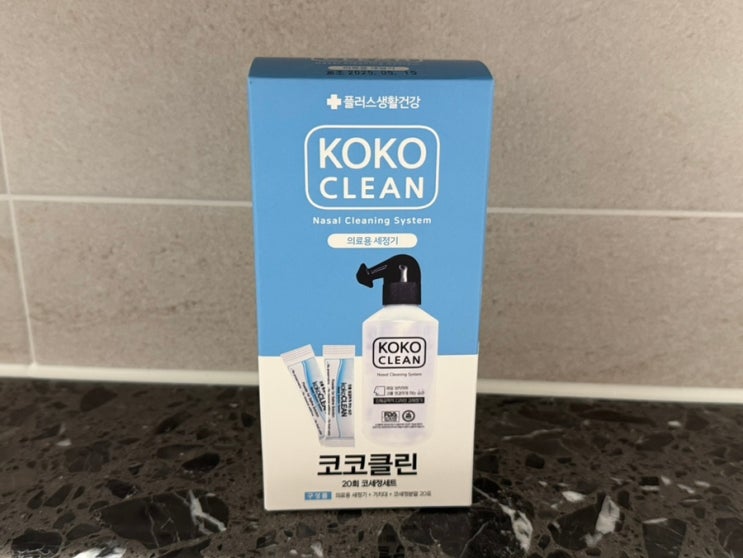 플러스생활건강
KOKO
CLEAN
Nasal Cleaning System
의료용 세정기
KOKO
CLEAN
Nasal Cleaning System
KOKOCLEAN
KOKOCLEAN
코코클린
20회 코세정세트
구성품 의료용 세정기 + 거치대 + 코세정분말 20포